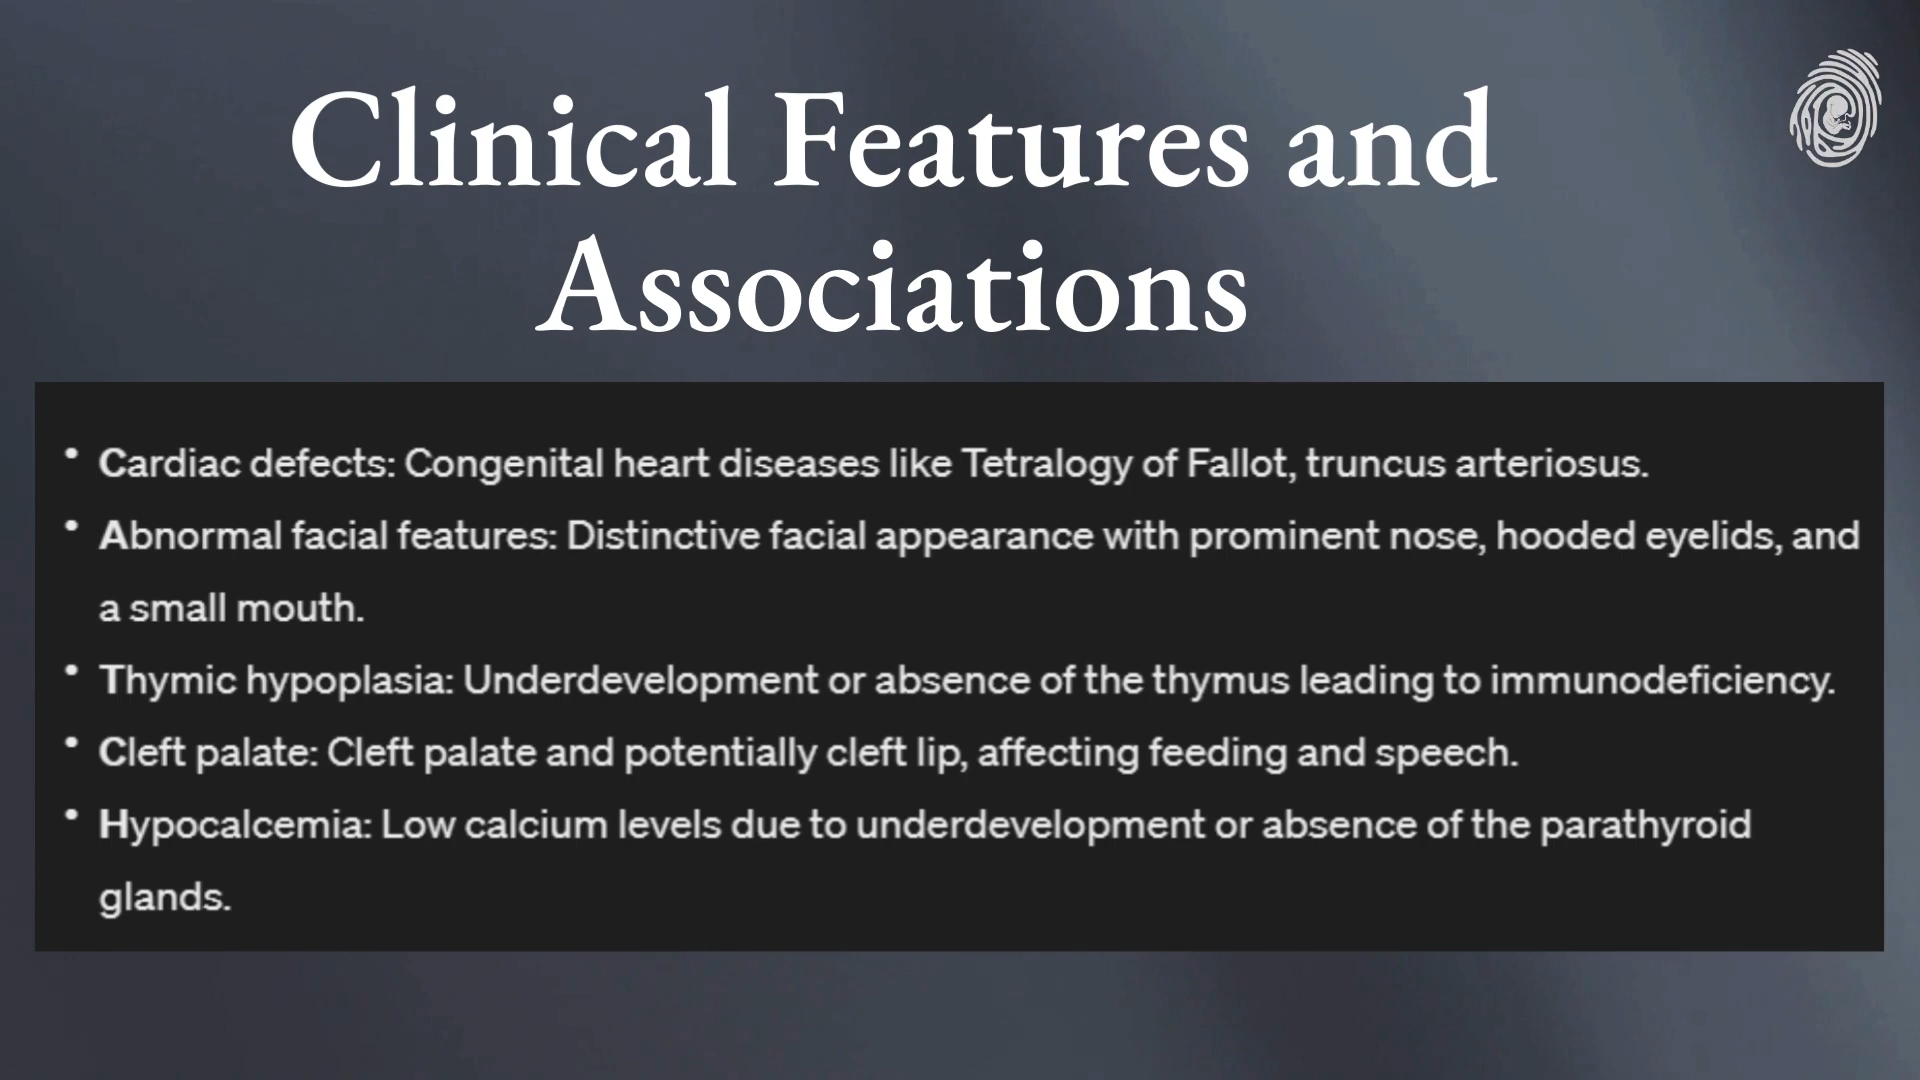 Clinical Features and
Associations
• Cardiac defects: Congenital heart diseases like Tetralogy of Fallot, truncus arteriosus.
• Abnormal facial features: Distinctive facial appearance with prominent nose, hooded eyelids, and
a small mouth.
• Thymic hypoplasia: Underdevelopment or absence of the thymus leading to immunodeficiency.
• Cleft palate: Cleft palate and potentially cleft lip, affecting feeding and speech.
• Hypocalcemia: Low calcium levels due to underdevelopment or absence of the parathyroid
glands.